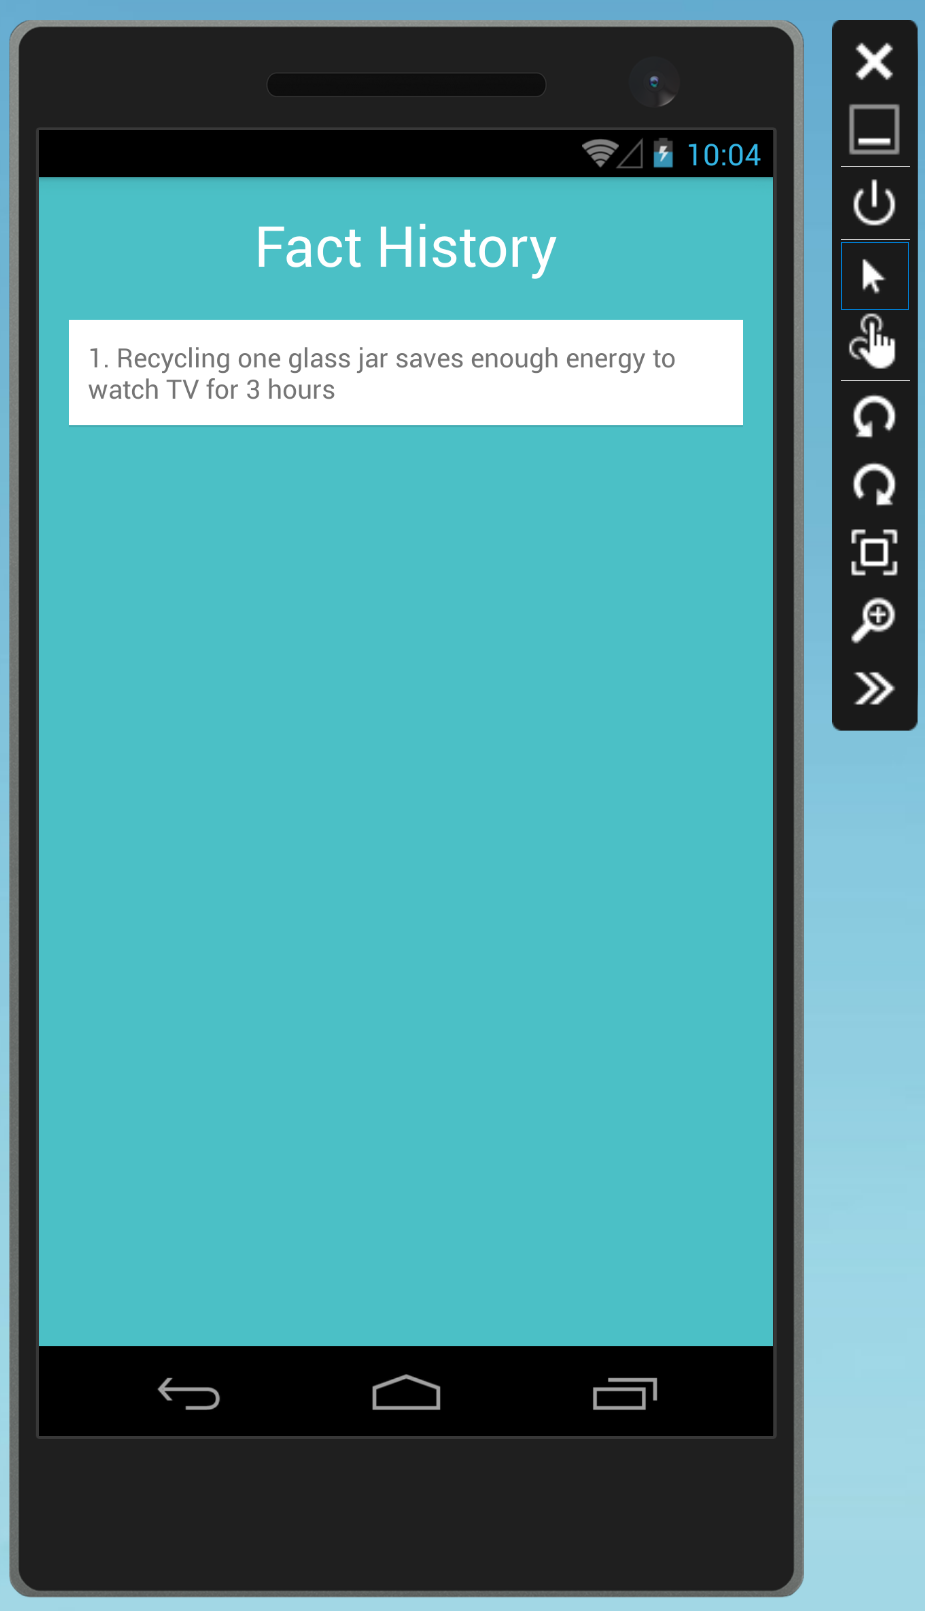 10:04
Fact History
1. Recycling one glass jar saves enough energy to
watch TV for 3 hours